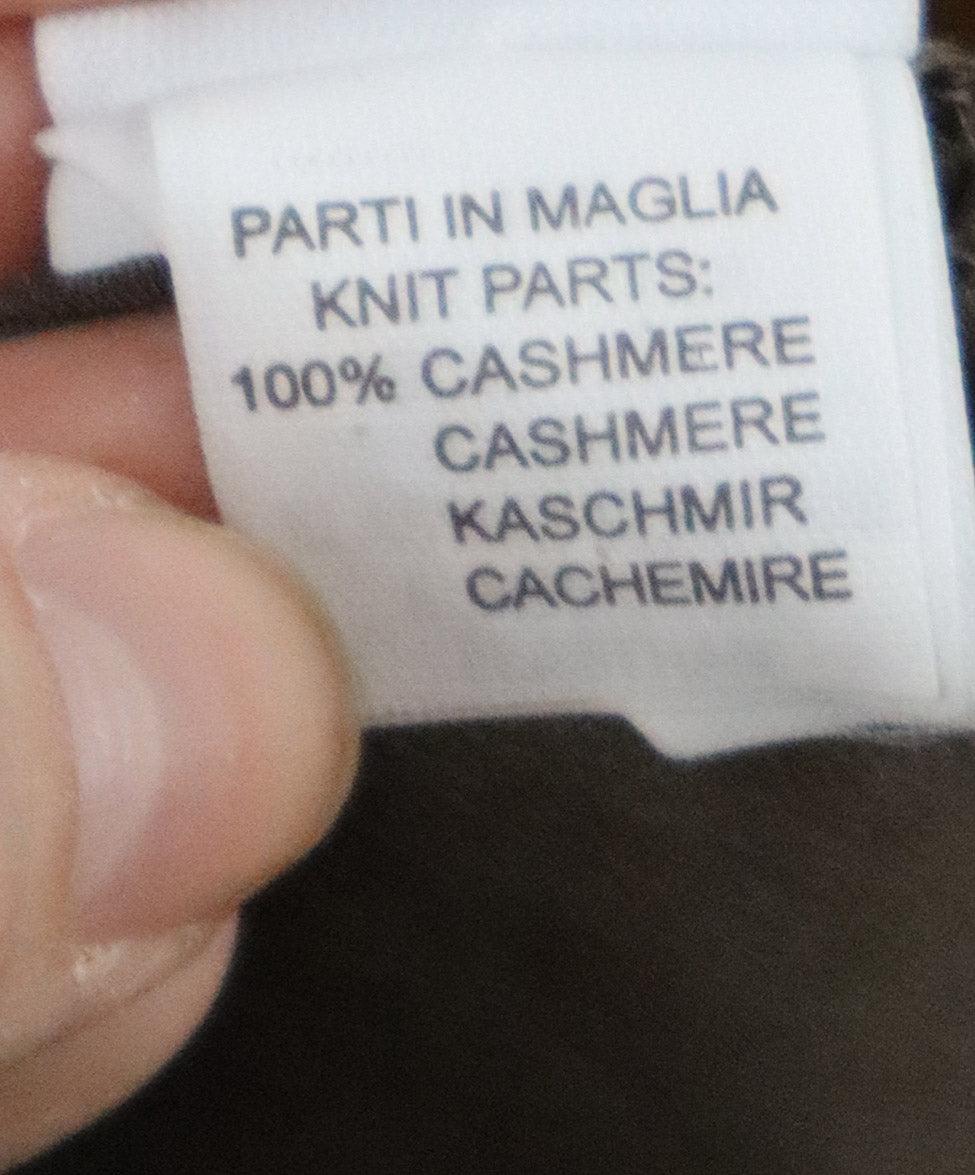 PARTI IN MAGLIA
KNIT PARTS:
100% CASHMERE
CASHMERE
KASCHMIR
CACHEMIRE